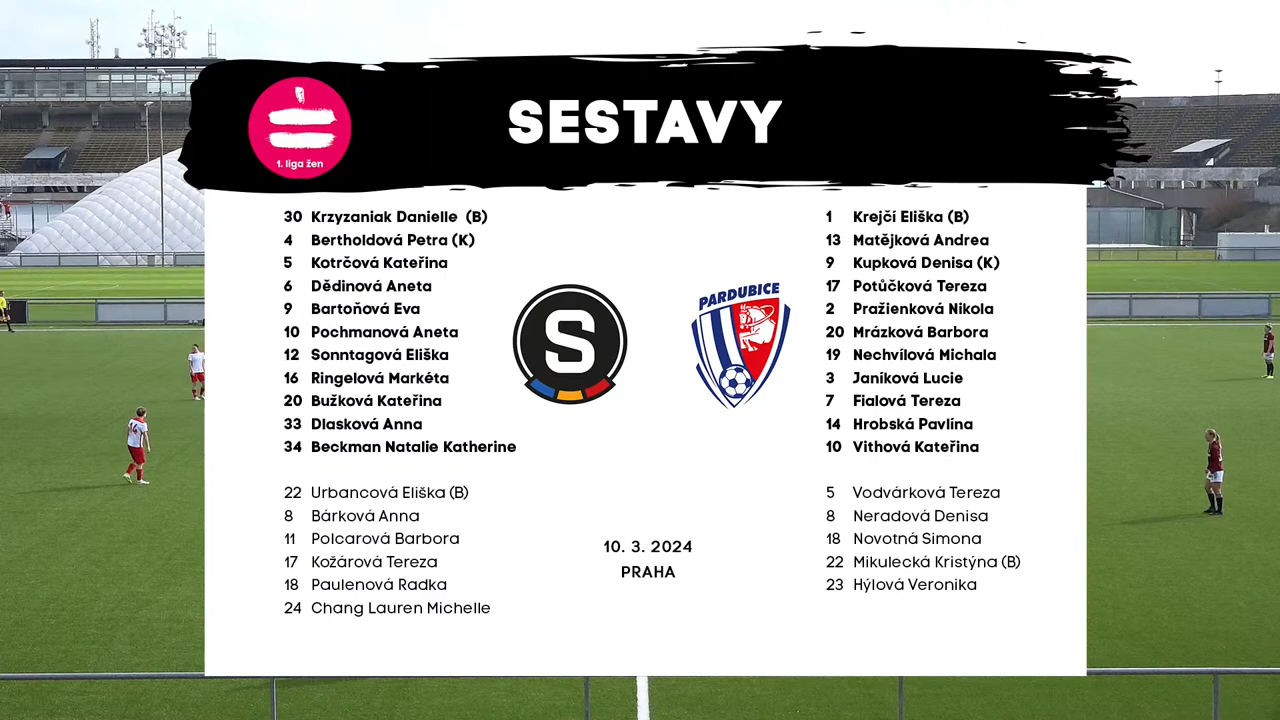 SESTAVY
1. liga žen
30 Krzyzaniak Danielle (B)
4 Bertholdová Petra (K)
5 Kotrčová Kateřina
6 Dědinová Aneta
9 Bartoňová Eva
10 Pochmanová Aneta
12 Sonntagová Eliška
16 Ringelová Markéta
20 Bužková Kateřina
33 Dlasková Anna
34 Beckman Natalie Katherine
22 Urbancová Eliška (B)
8 Bárková Anna
11 Polcarová Barbora
17 Kožárová Tereza
18 Paulenová Radka
24 Chang Lauren Michelle
S
PARDUBICE
10. 3. 2024
PRAHA
1 Krejčí Eliška (B)
13 Matějková Andrea
9 Kupková Denisa (K)
17 Potůčková Tereza
2 Pražienková Nikola
20 Mrázková Barbora
19 Nechvílová Michala
3 Janíková Lucie
7 Fialová Tereza
14 Hrobská Pavlína
10 Vithová Kateřina
5 Vodvárková Tereza
8 Neradová Denisa
18 Novotná Simona
22 Mikulecká Kristýna (B)
23 Hýlová Veronika
14